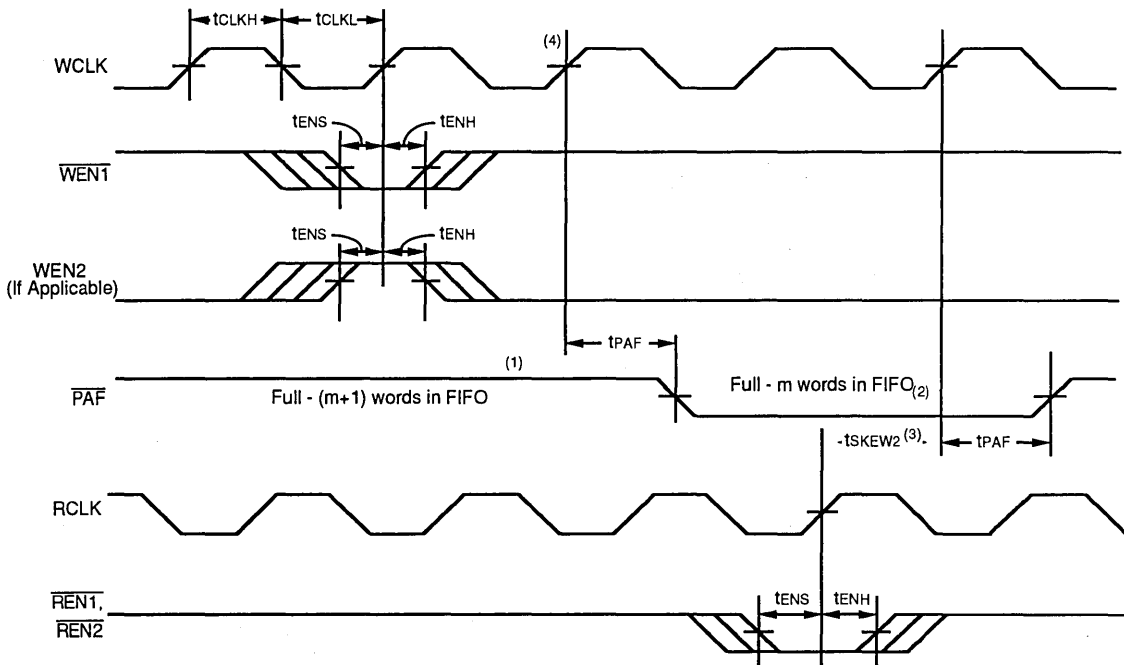 tCLKH tCLKL
(4)
WCLK
tENS tENH
WEN1
tENS tENH
WEN2
(If Applicable)
tPAF
(1)
PAF
Full - (m+1) words in FIFO
Full - m words in FIFO(2)
tSKEW2(3) tPAF
RCLK
REN1,
REN2
tENS tENH